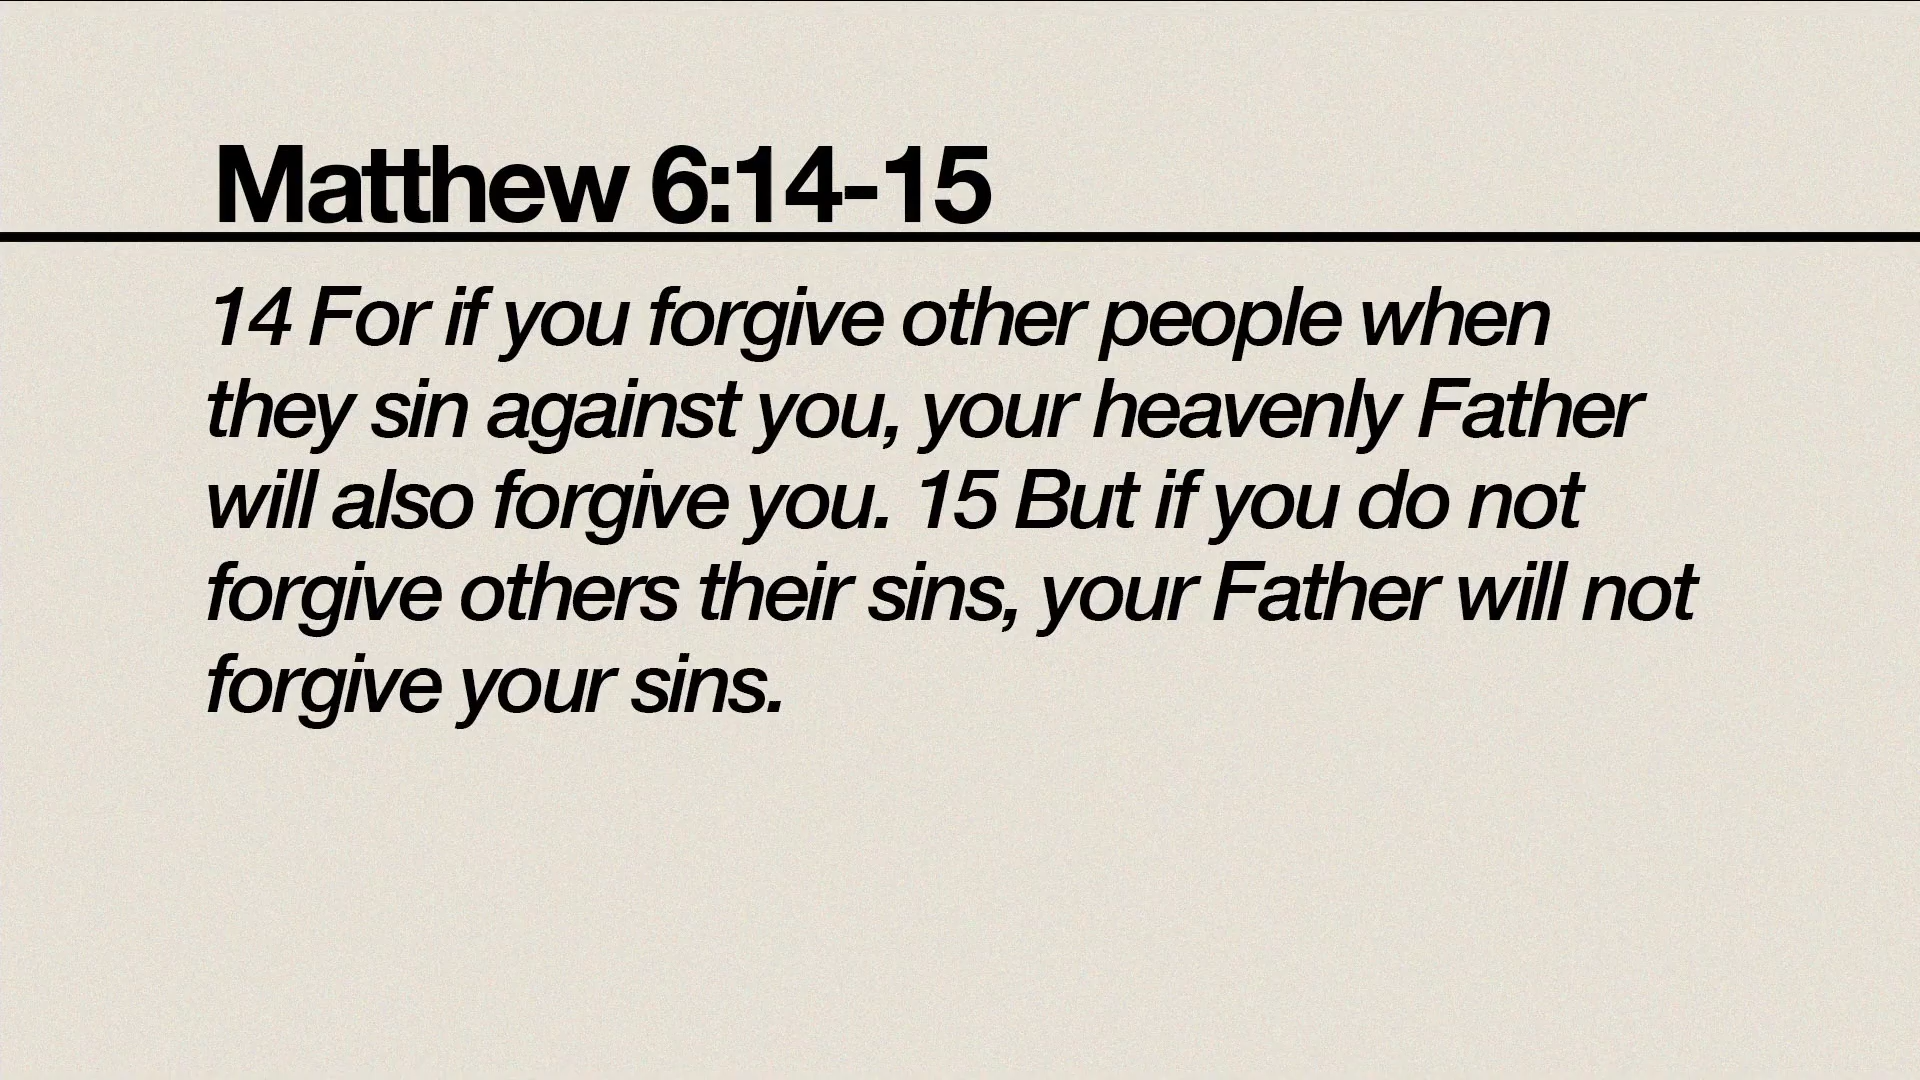 Matthew 6:14-15
14 For if you forgive other people when
they sin against you, your heavenly Father
will also forgive you. 15 But if you do not
forgive others their sins, your Father will not
forgive your sins.